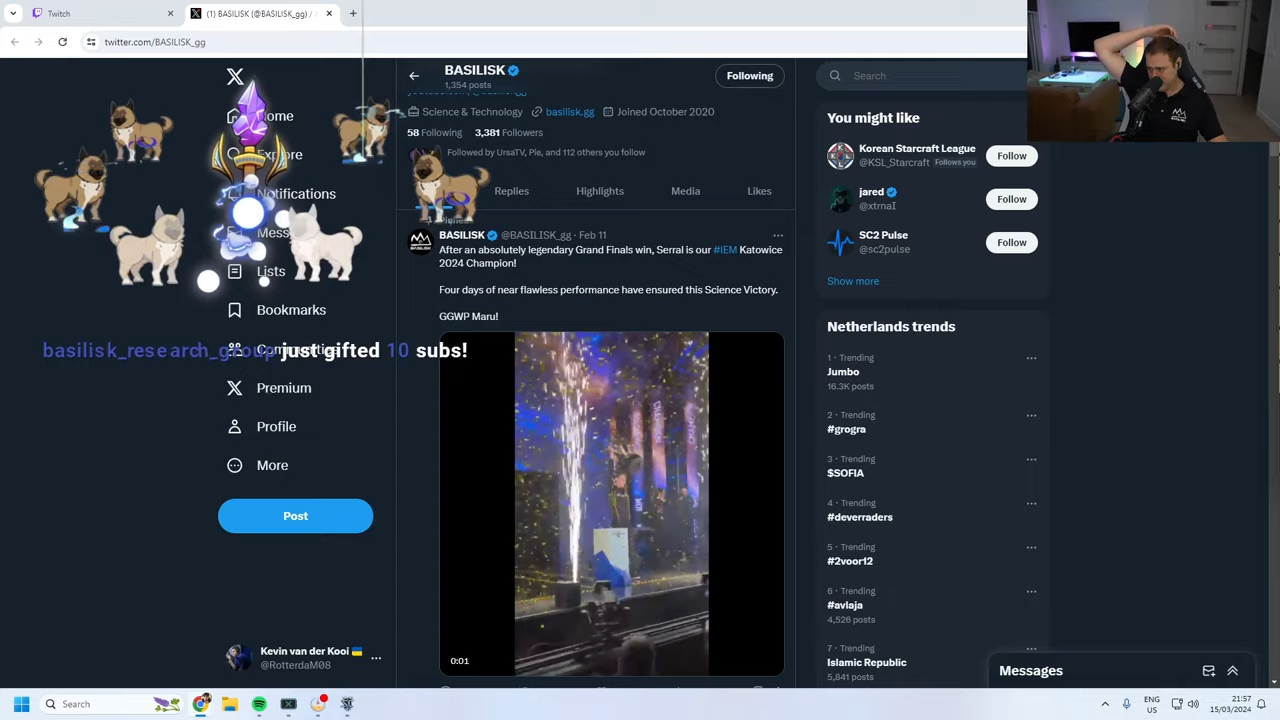 Twitch
(1) BASILISK (@BASILISK_gg) /
twitter.com/BASILISK_gg
BASILISK
1,354 posts
Following
Search
Science & Technology
basilisk.gg
Joined October 2020
58 Following
3,381 Followers
Followed by UrsaTV, Pie, and 112 others you follow
Replies
Highlights
Media
Likes
Explore
Notifications
Lists
Bookmarks
Premium
Profile
More
Post
basilisk_research_group just gifted 10 subs!
Kevin van der Kooi
@RotterdaM08
BASILISK @BASILISK_gg · Feb 11
After an absolutely legendary Grand Finals win, Serral is our #IEM Katowice
2024 Champion!
Four days of near flawless performance have ensured this Science Victory.
GGWP Maru!
0:01
You might like
Korean Starcraft League
@KSL_Starcraft Follows you
Follow
jared
@xtrnaI
Follow
SC2 Pulse
@sc2pulse
Follow
Show more
Netherlands trends
1 · Trending
Jumbo
16.3K posts
2 · Trending
#grogra
3 · Trending
$SOFIA
4 · Trending
#deverraders
5 · Trending
#2voor12
6 · Trending
#avlaja
4,526 posts
7 · Trending
Islamic Republic
5,841 posts
Messages
Search
ENG
US
21:57
15/03/2024